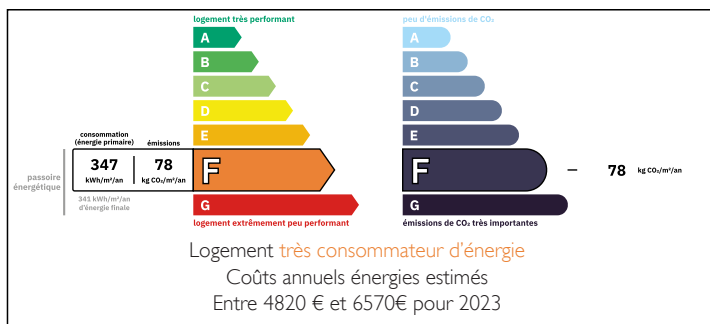 logement très performant
A
B
C
D
E
consommation
(énergie primaire)
émissions
347
kWh/m²/an
78
kg CO₂/m²/an
F
passoire
énergétique
341 kWh/m²/an
d'énergie finale
G
logement extrêmement peu performant
peu d'émissions de CO₂
A
B
C
D
E
F
78 kg CO₂/m²/an
G
émissions de CO₂ très importantes
Logement très consommateur d'énergie
Coûts annuels énergies estimés
Entre 4820 € et 6570€ pour 2023